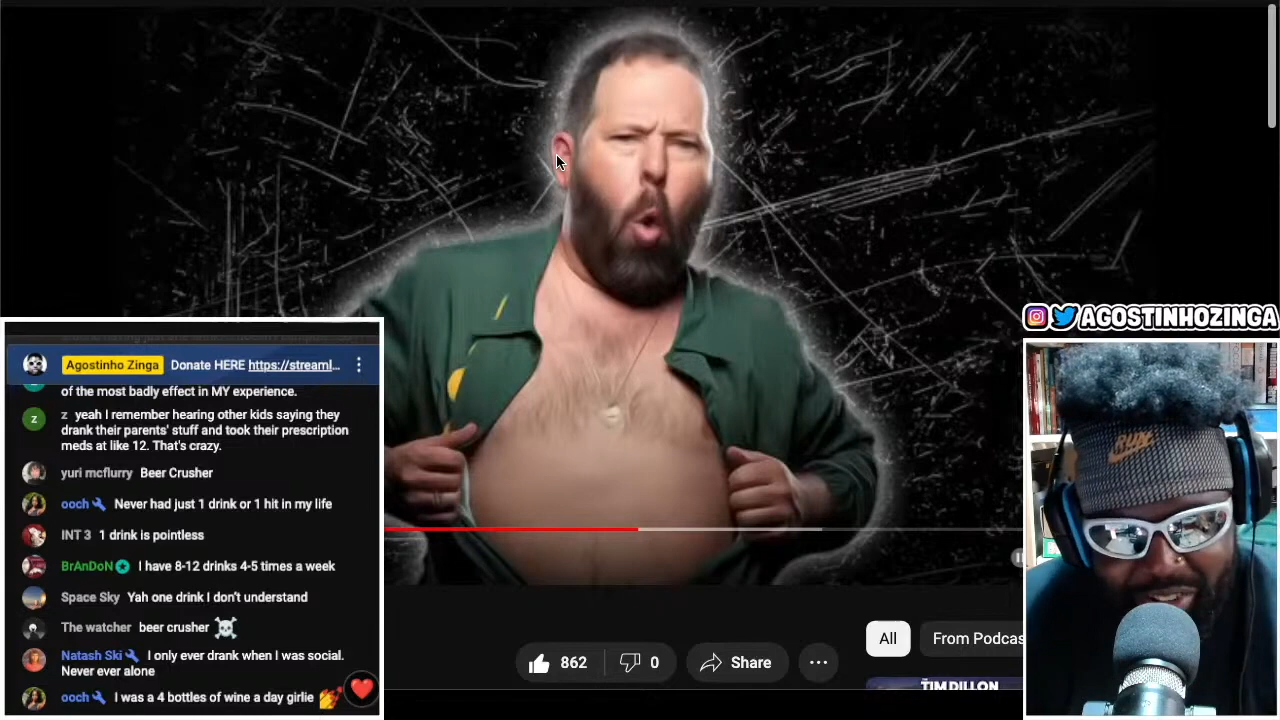 AGOSTINHOZINGA
Agostinho Zinga Donate HERE https://streaml...
of the most badly effect in MY experience.
z yeah I remember hearing other kids saying they
drank their parents' stuff and took their prescription
meds at like 12. That's crazy.
yuri mcflurry Beer Crusher
ooch Never had just 1 drink or 1 hit in my life
INT 3 1 drink is pointless
BrAnDoN I have 8-12 drinks 4-5 times a week
Space Sky Yah one drink I don't understand
The watcher beer crusher
Natash Ski I only ever drank when I was social.
Never ever alone
ooch I was a 4 bottles of wine a day girlie
RUN
All From Podcas
862 0 Share
TIM DILLON